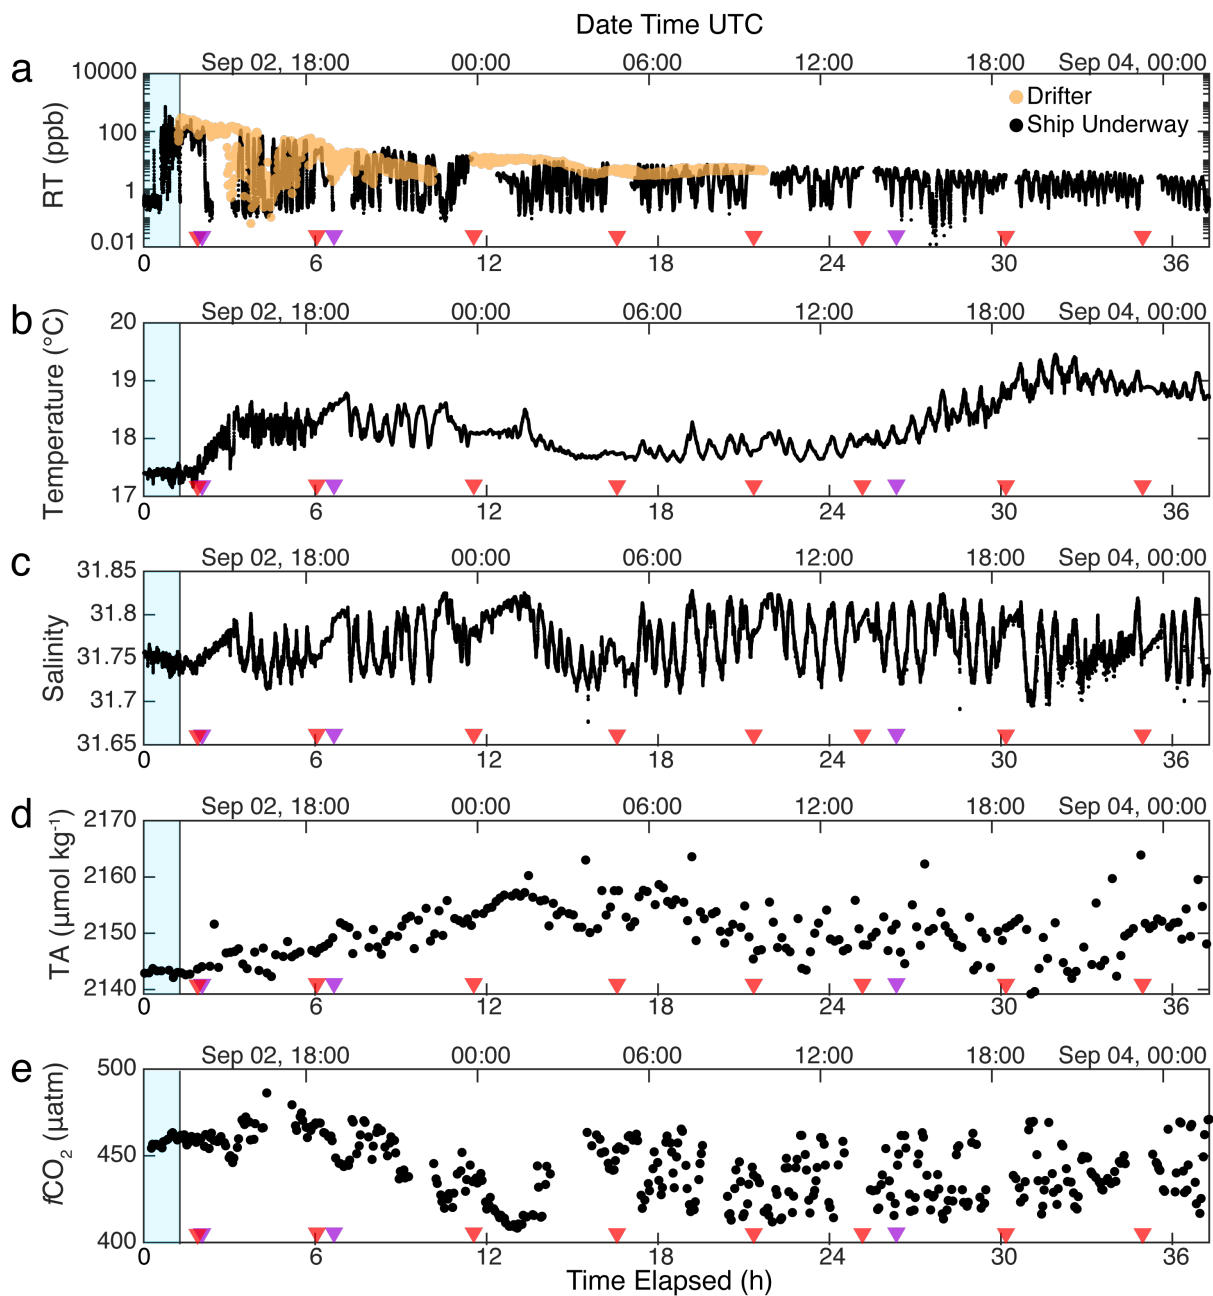 Date Time UTC
a
Sep 02, 18:00 00:00 06:00 12:00 18:00 Sep 04, 00:00
10000
100
1
0.01
RT (ppb)
Drifter
Ship Underway
0 6 12 18 24 30 36
b
Sep 02, 18:00 00:00 06:00 12:00 18:00 Sep 04, 00:00
20
19
18
17
Temperature (°C)
0 6 12 18 24 30 36
c
Sep 02, 18:00 00:00 06:00 12:00 18:00 Sep 04, 00:00
31.85
31.8
31.75
31.7
31.65
Salinity
0 6 12 18 24 30 36
d
Sep 02, 18:00 00:00 06:00 12:00 18:00 Sep 04, 00:00
2170
2160
2150
2140
TA (µmol kg⁻¹)
0 6 12 18 24 30 36
e
Sep 02, 18:00 00:00 06:00 12:00 18:00 Sep 04, 00:00
500
450
400
fCO₂ (µatm)
0 6 12 18 24 30 36
Time Elapsed (h)